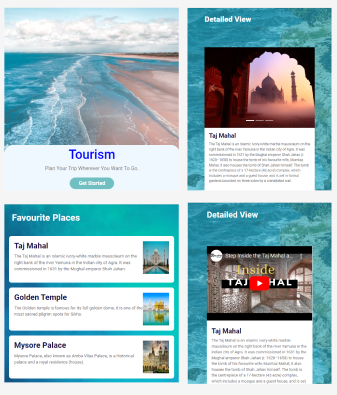 Tourism
Plan Your Trip Wherever You Want To Go.
Get Started
Detailed View
Taj Mahal
The Taj Mahal is an Islamic ivory-white marble mausoleum on the
right bank of the river Yamuna in the Indian city of Agra. It was
commissioned in 1631 by the Mughal emperor Shah Jahan (r.
1628–1658) to house the tomb of his favourite wife, Mumtaz
Mahal; it also houses the tomb of Shah Jahan himself. The tomb
is the centrepiece of a 17-hectare (42-acre) complex, which
includes a mosque and a guest house, and is set in formal
gardens bounded on three sides by a crenellated wall.
Favourite Places
Taj Mahal
The Taj Mahal is an Islamic ivory-white marble mausoleum on the
right bank of the river Yamuna in the Indian city of Agra. It was
commissioned in 1631 by the Mughal emperor Shah Jahan
Golden Temple
The Golden temple is famous for its full golden dome, it is one of the
most sacred pilgrim spots for Sikhs.
Mysore Palace
Mysore Palace, also known as Amba Vilas Palace, is a historical
palace and a royal residence (house).
Detailed View
Step Inside the Taj Mahal a...
Inside
TAJ MAHAL
Taj Mahal
The Taj Mahal is an Islamic ivory-white marble mausoleum
on the right bank of the river Yamuna in the
Indian city of Agra. It was commissioned in 1631 by the
Mughal emperor Shah Jahan (r. 1628–1658) to house
the tomb of his favourite wife, Mumtaz Mahal; it also
houses the tomb of Shah Jahan himself. The tomb is
the centrepiece of a 17-hectare (42-acre) complex,
which includes a mosque and a guest house, and is set in